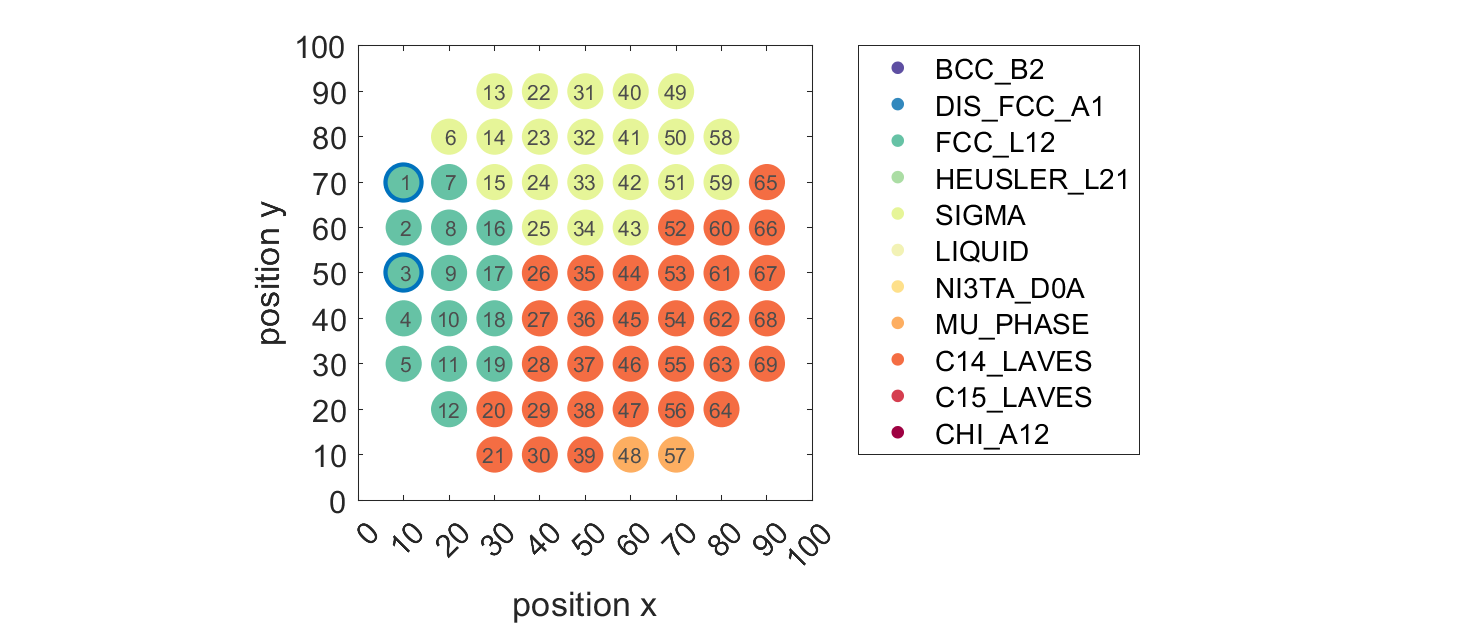 100
90
80
70
60
50
40
30
20
10
0
position y
13 22 31 40 49
6 14 23 32 41 50 58
1 7 15 24 33 42 51 59 65
2 8 16 25 34 43 52 60 66
3 9 17 26 35 44 53 61 67
4 10 18 27 36 45 54 62 68
5 11 19 28 37 46 55 63 69
12 20 29 38 47 56 64
21 30 39 48 57
0 10 20 30 40 50 60 70 80 90 100
position x
BCC_B2
DIS_FCC_A1
FCC_L12
HEUSLER_L21
SIGMA
LIQUID
NI3TA_D0A
MU_PHASE
C14_LAVES
C15_LAVES
CHI_A12